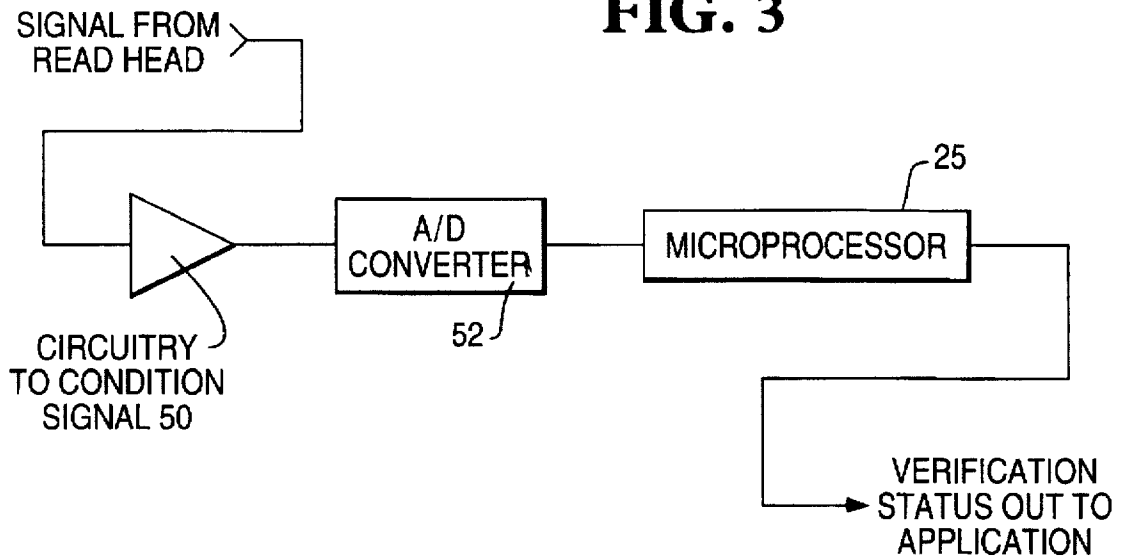 FIG. 3
SIGNAL FROM
READ HEAD
25
A/D
CONVERTER
52
MICROPROCESSOR
CIRCUITRY
TO CONDITION
SIGNAL 50
VERIFICATION
STATUS OUT TO
APPLICATION